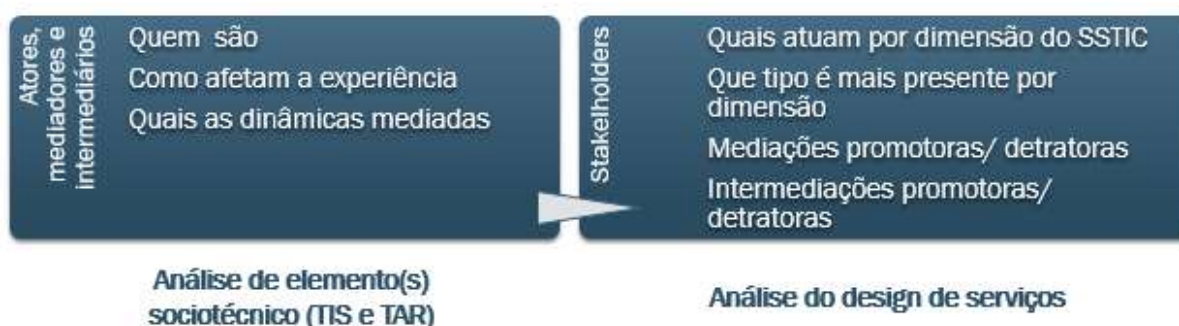 Atores,
mediadores e
intermediários
Quem são
Como afetam a experiência
Quais as dinâmicas mediadas
Stakelholders
Quais atuam por dimensão do SSTIC
Que tipo é mais presente por
dimensão
Mediações promotoras/ detratoras
Intermediações promotoras/
detratoras
Análise de elemento(s)
sociotécnico (TIS e TAR)
Análise do design de serviços